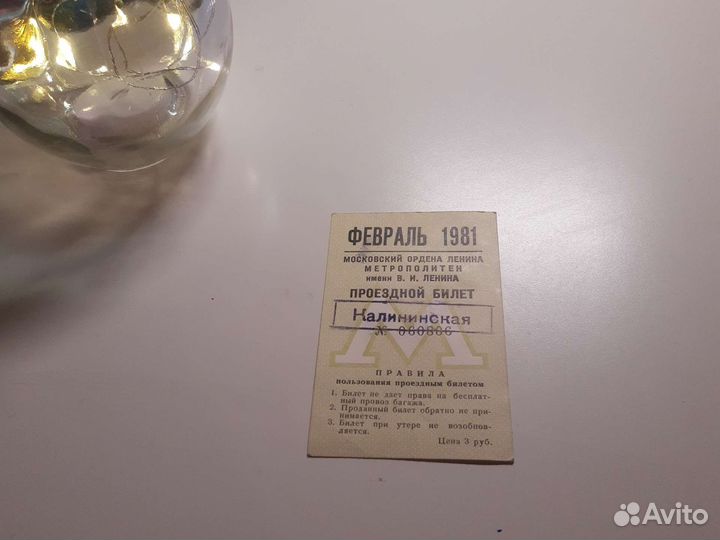 ФЕВРАЛЬ 1981
МОСКОВСКИЙ ОРДЕНА ЛЕНИНА
МЕТРОПОЛИТЕН
ИМЕНИ В. И. ЛЕНИНА
ПРОЕЗДНОЙ БИЛЕТ
Калининская
№ 060806
М
ПРАВИЛА
пользования проездным билетом
1. Билет не дает права на бесплат-
ный провоз багажа.
2. Проданный билет обратно не при-
нимается.
3. Билет при утере не возобнов-
ляется.
Цена 3 руб.
Avito